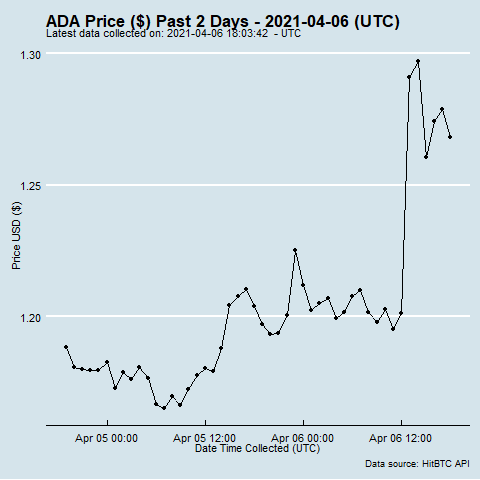 ADA Price ($) Past 2 Days - 2021-04-06 (UTC)
Latest data collected on: 2021-04-06 18:03:42 - UTC
1.30
1.25
1.20
Price USD ($)
Apr 05 00:00
Apr 05 12:00
Apr 06 00:00
Apr 06 12:00
Date Time Collected (UTC)
Data source: HitBTC API